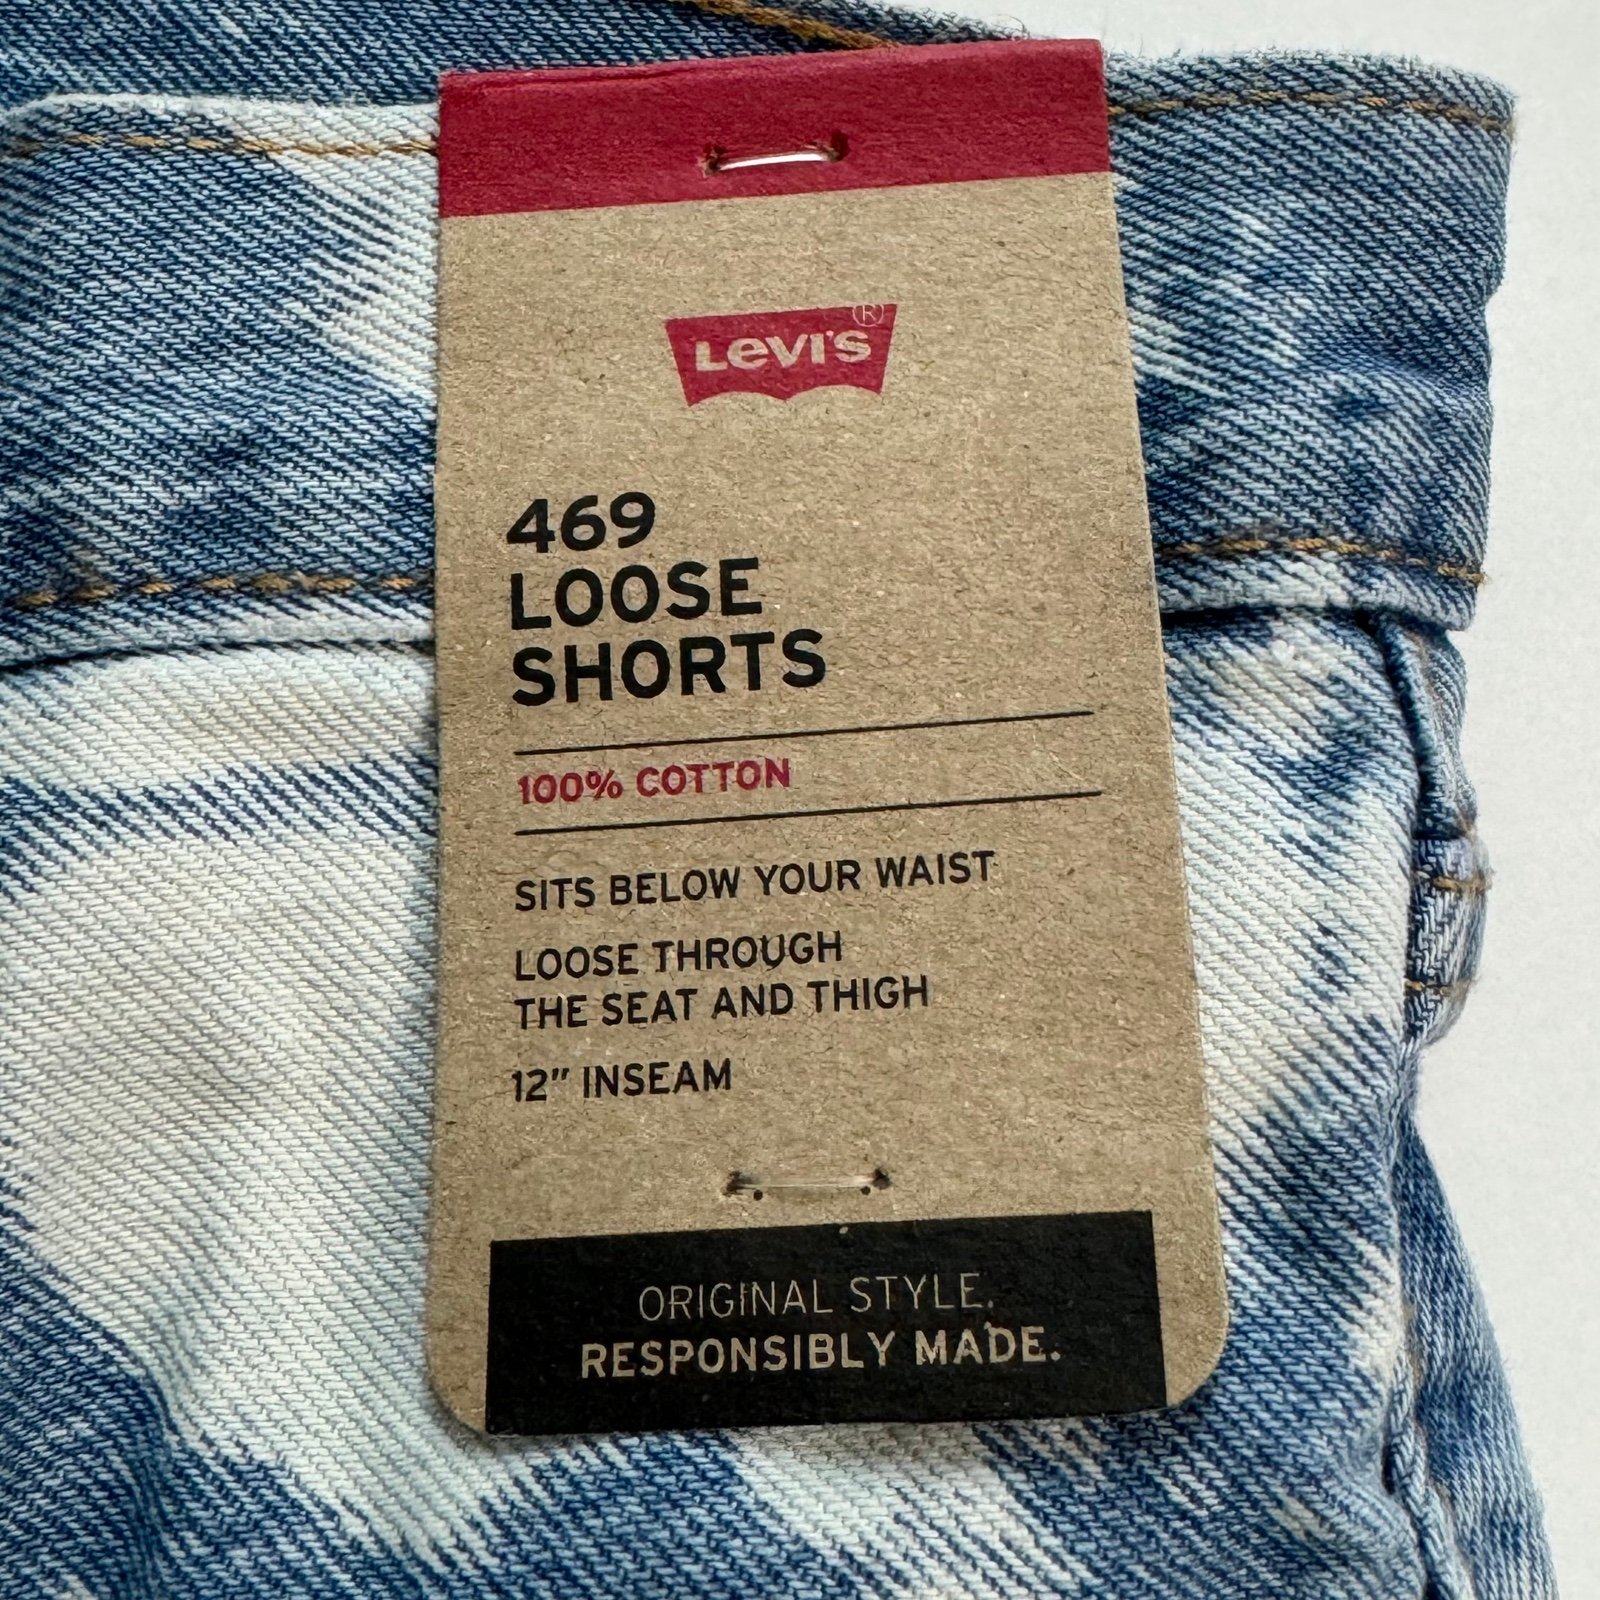 LEVI'S®
469
LOOSE
SHORTS
100% COTTON
SITS BELOW YOUR WAIST
LOOSE THROUGH
THE SEAT AND THIGH
12" INSEAM
ORIGINAL STYLE.
RESPONSIBLY MADE.